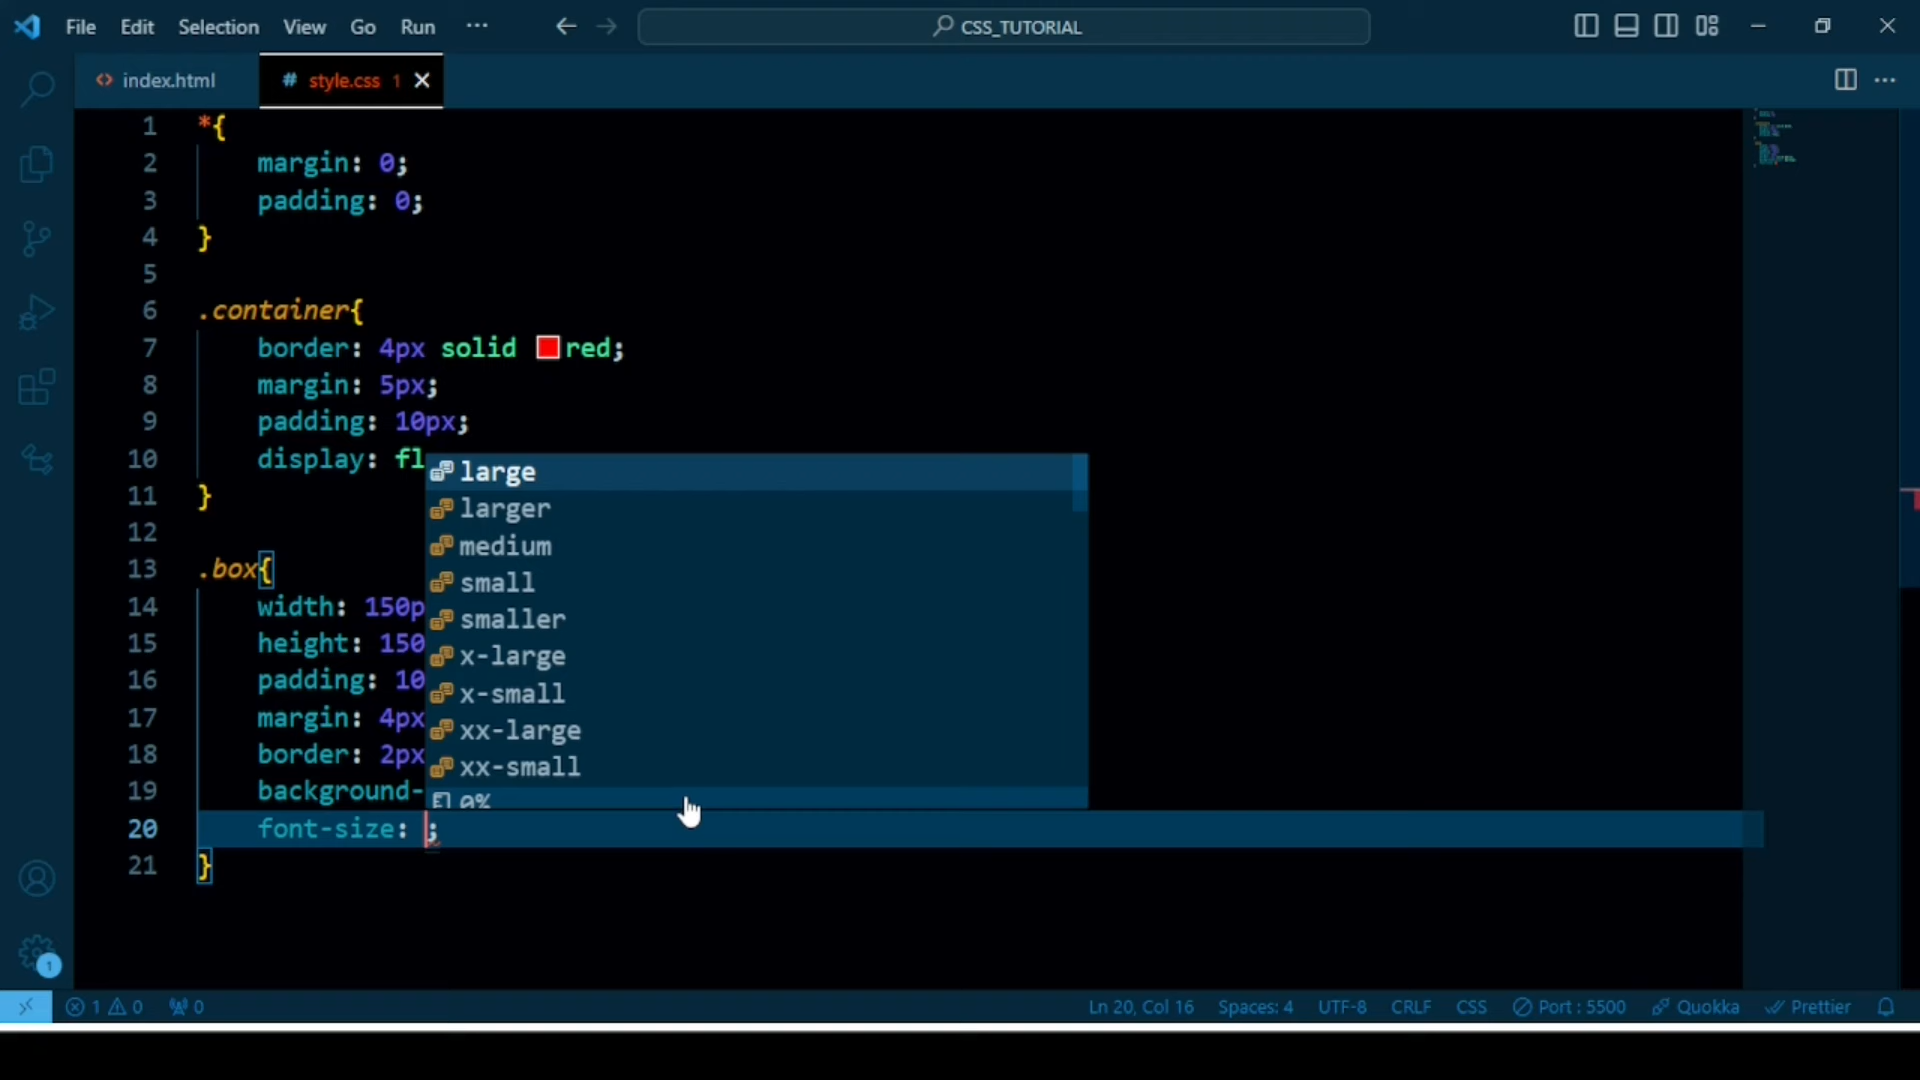 File Edit Selection View Go Run ··· CSS_TUTORIAL
index.html # style.css 1
1 *{
2 margin: 0;
3 padding: 0;
4 }
5
6 .container{
7 border: 4px solid red;
8 margin: 5px;
9 padding: 10px;
10 display: fl
large
11 }
larger
12
medium
13 .box{
small
14 width: 150p
smaller
15 height: 150
x-large
16 padding: 10
x-small
17 margin: 4px
xx-large
18 border: 2px
xx-small
19 background-
0%
20 font-size: ;
21 }
1
1 0 0 Ln 20, Col 16 Spaces: 4 UTF-8 CRLF CSS Port : 5500 Quokka Prettier